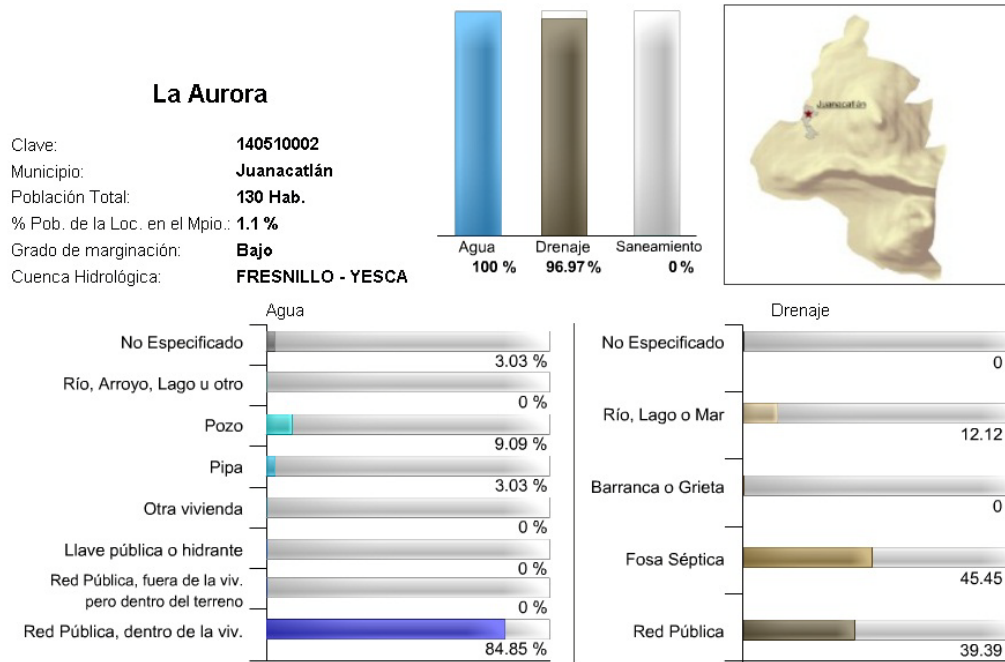 La Aurora
Clave: 140510002
Municipio: Juanacatlán
Población Total: 130 Hab.
% Pob. de la Loc. en el Mpio.: 1.1 %
Grado de marginación: Bajo
Cuenca Hidrológica: FRESNILLO - YESCA
Agua Drenaje Saneamiento
100 % 96.97 % 0 %
Juanacatlán
Agua
No Especificado
3.03 %
Río, Arroyo, Lago u otro
0 %
Pozo
9.09 %
Pipa
3.03 %
Otra vivienda
0 %
Llave pública o hidrante
0 %
Red Pública, fuera de la viv.
pero dentro del terreno
0 %
Red Pública, dentro de la viv.
84.85 %
Drenaje
No Especificado
0
Río, Lago o Mar
12.12
Barranca o Grieta
0
Fosa Séptica
45.45
Red Pública
39.39